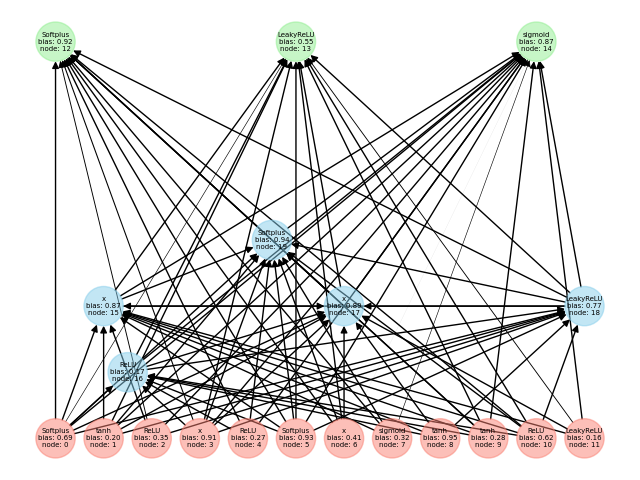 Softplus
bias: 0.92
node: 12
LeakyReLU
bias: 0.55
node: 13
sigmoid
bias: 0.87
node: 14
Softplus
bias: 0.94
node: 19
x
bias: 0.87
node: 15
x
bias: 0.89
node: 17
LeakyReLU
bias: 0.77
node: 18
ReLU
bias: 0.17
node: 16
Softplus
bias: 0.69
node: 0
tanh
bias: 0.20
node: 1
ReLU
bias: 0.35
node: 2
x
bias: 0.91
node: 3
ReLU
bias: 0.27
node: 4
Softplus
bias: 0.93
node: 5
x
bias: 0.41
node: 6
sigmoid
bias: 0.32
node: 7
tanh
bias: 0.95
node: 8
tanh
bias: 0.28
node: 9
ReLU
bias: 0.62
node: 10
LeakyReLU
bias: 0.16
node: 11